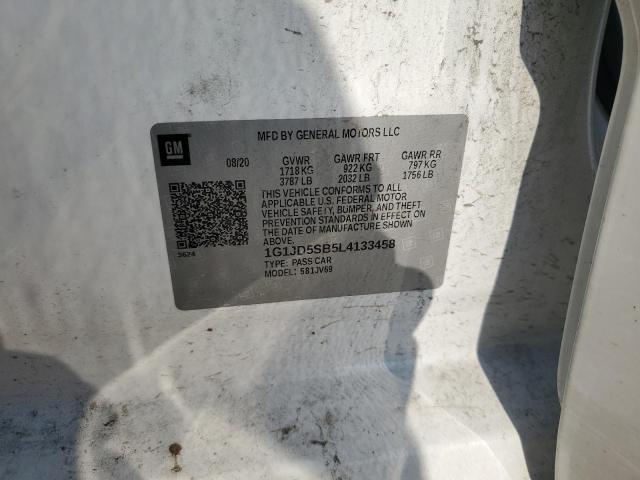 GM
MFD BY GENERAL MOTORS LLC
08/20 GVWR GAWR FRT GAWR RR
1718 KG 922 KG 797 KG
3787 LB 2032 LB 1756 LB
THIS VEHICLE CONFORMS TO ALL
APPLICABLE U.S. FEDERAL MOTOR
VEHICLE SAFETY, BUMPER, AND THEFT
PREVENTION STANDARDS IN EFFECT ON
THE DATE OF MANUFACTURE SHOWN
ABOVE.
1G1JD5SB5L4133458
3624
TYPE: PASS CAR
MODEL: 581JV69